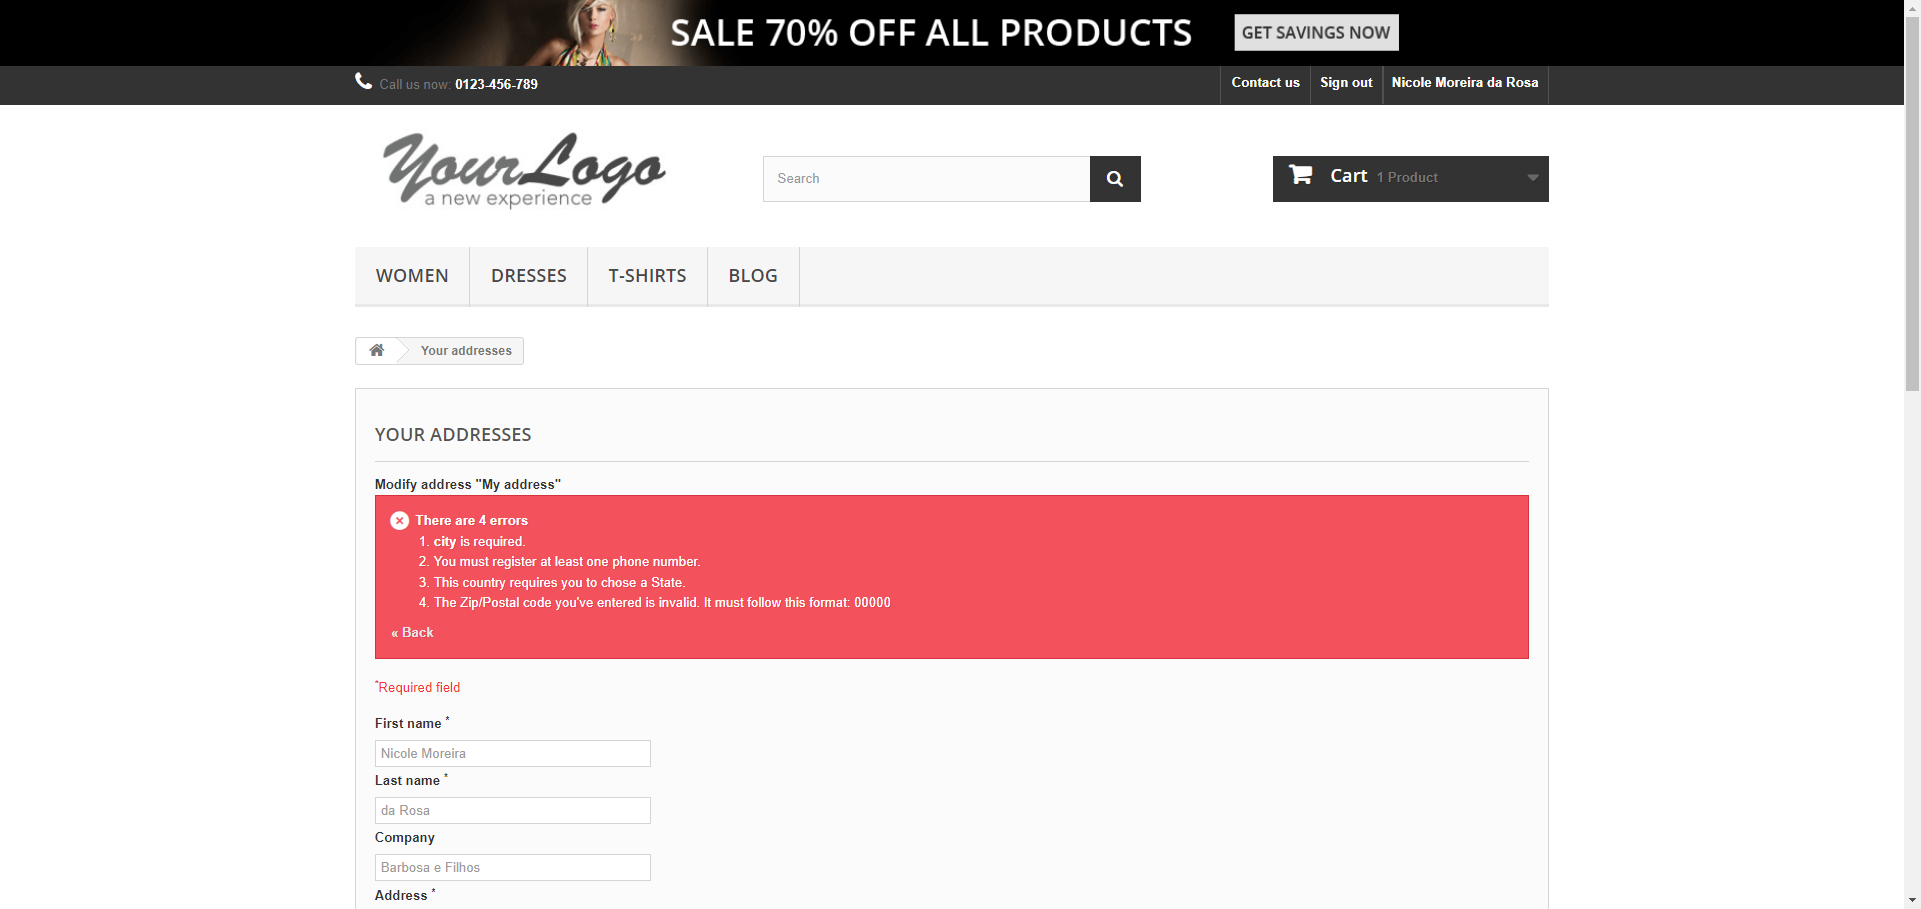 SALE 70% OFF ALL PRODUCTS GET SAVINGS NOW
Call us now: 0123-456-789 Contact us Sign out Nicole Moreira da Rosa
YourLogo
a new experience
Search
Cart 1 Product
WOMEN DRESSES T-SHIRTS BLOG
Your addresses
YOUR ADDRESSES
Modify address "My address"
There are 4 errors
1. city is required.
2. You must register at least one phone number.
3. This country requires you to chose a State.
4. The Zip/Postal code you've entered is invalid. It must follow this format: 00000
« Back
*Required field
First name *
Nicole Moreira
Last name *
da Rosa
Company
Barbosa e Filhos
Address *